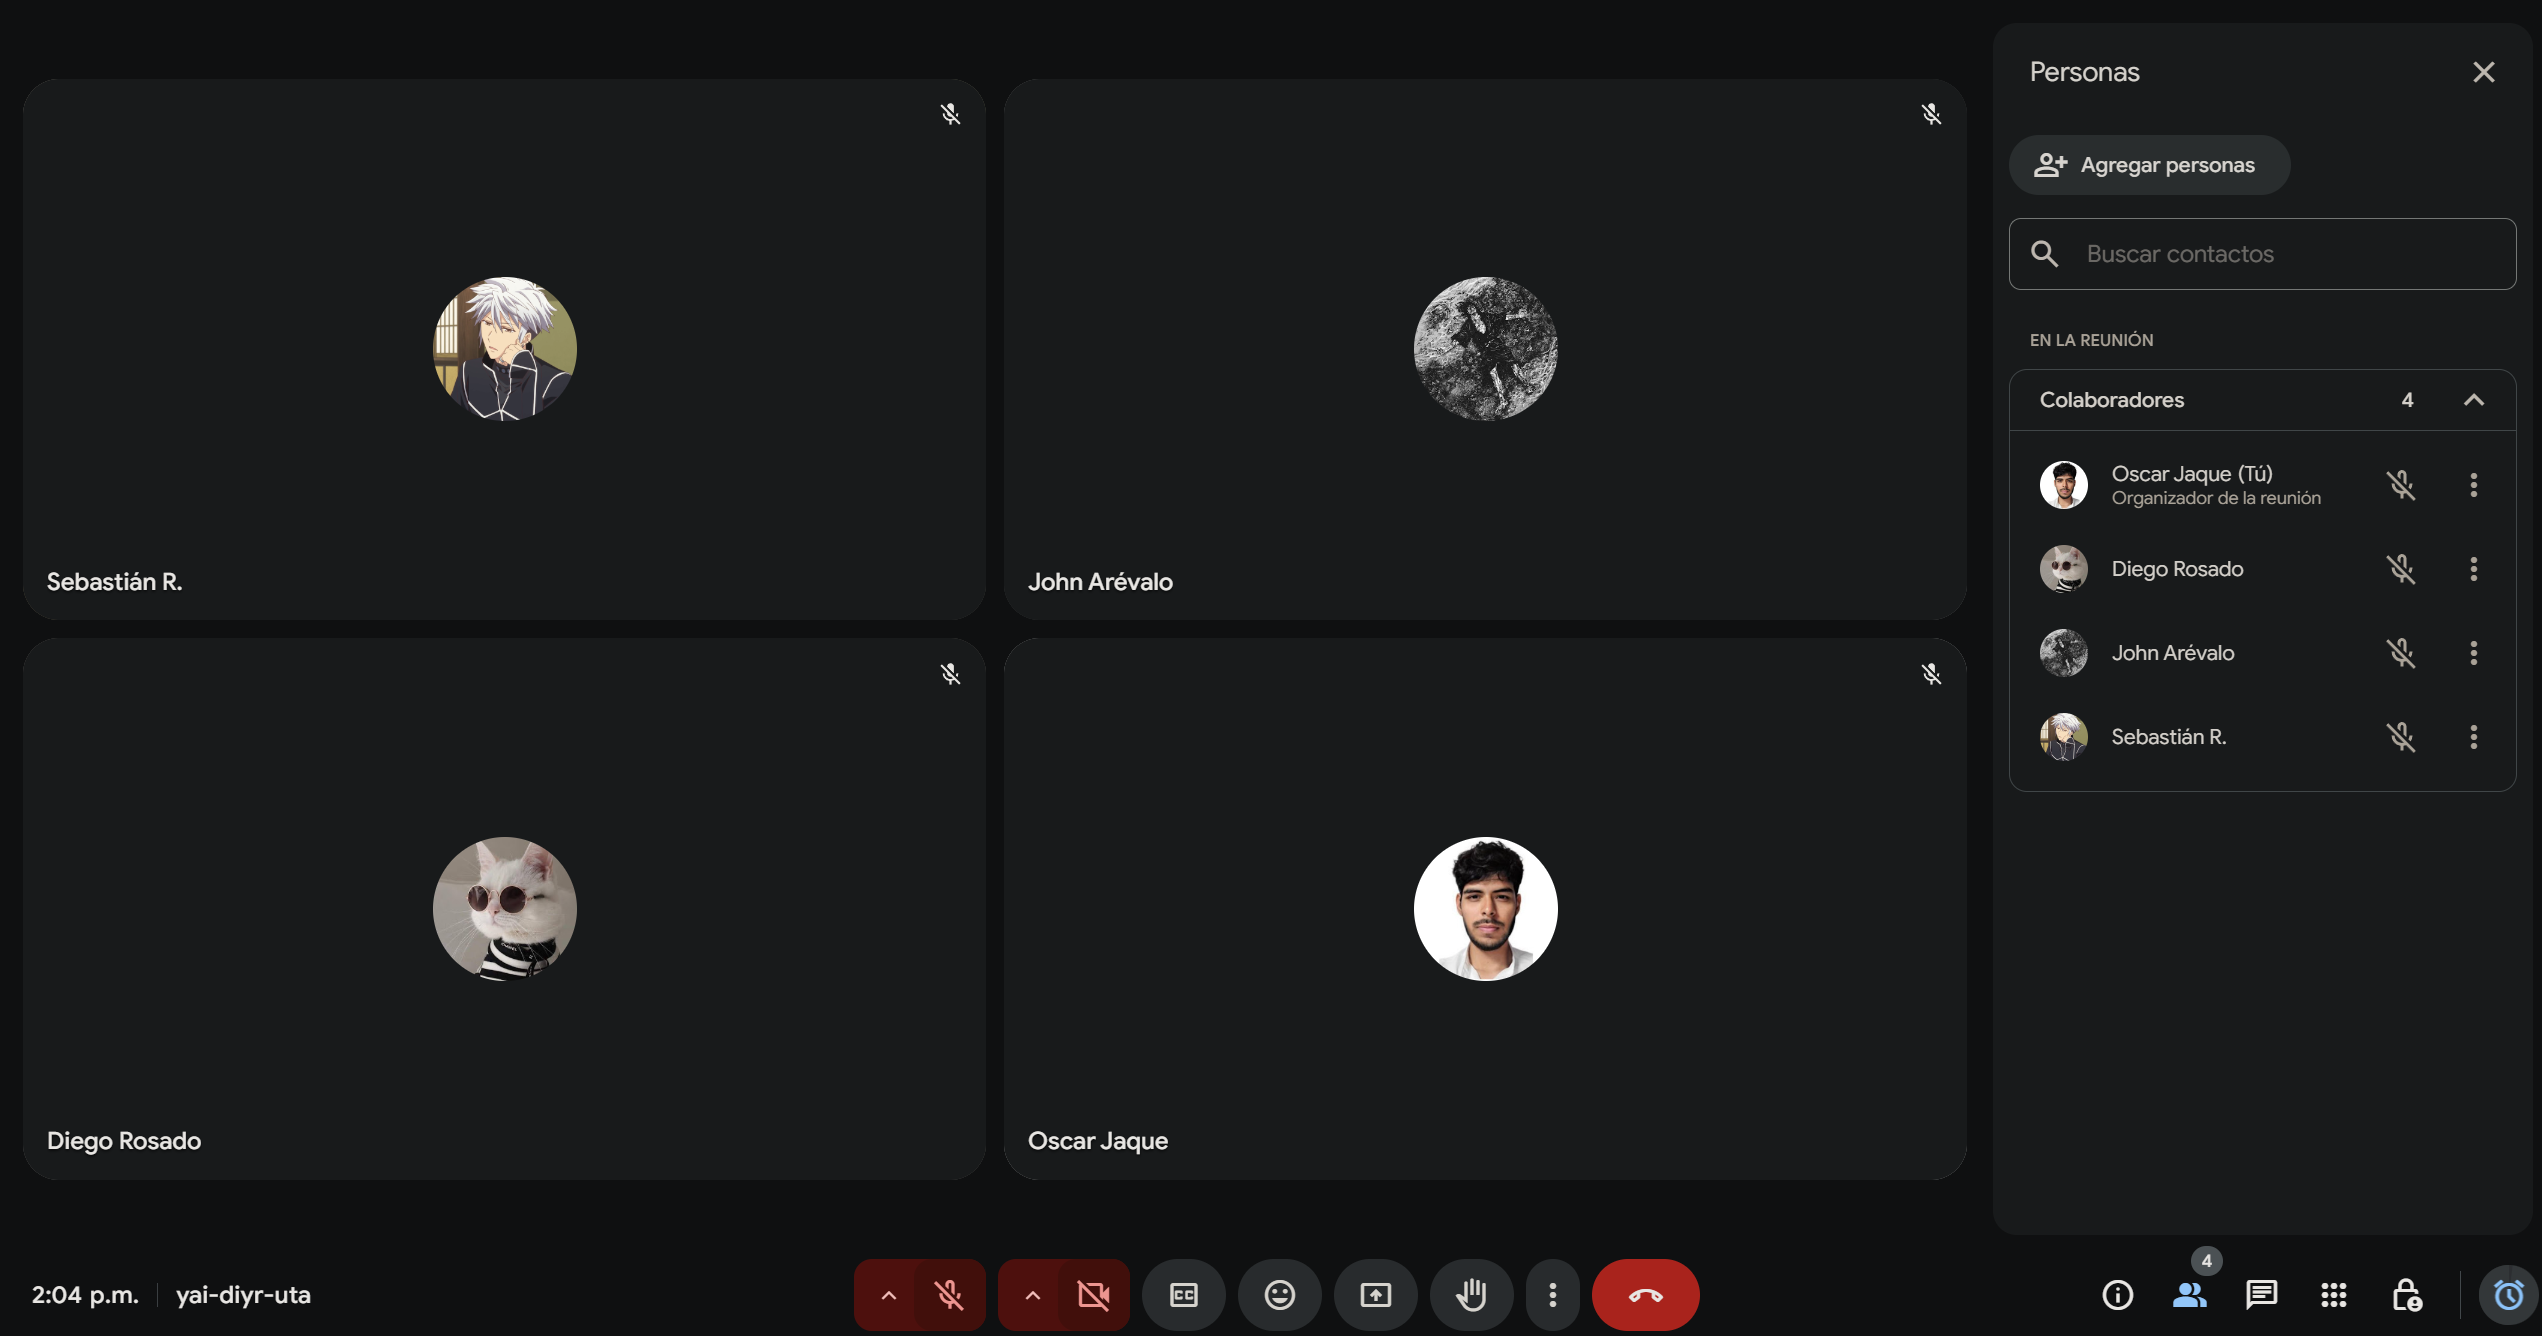 Sebastián R.
John Arévalo
Diego Rosado
Oscar Jaque
Personas
Agregar personas
Buscar contactos
EN LA REUNIÓN
Colaboradores 4
Oscar Jaque (Tú)
Organizador de la reunión
Diego Rosado
John Arévalo
Sebastián R.
2:04 p.m. yai-diyr-uta
CC
4